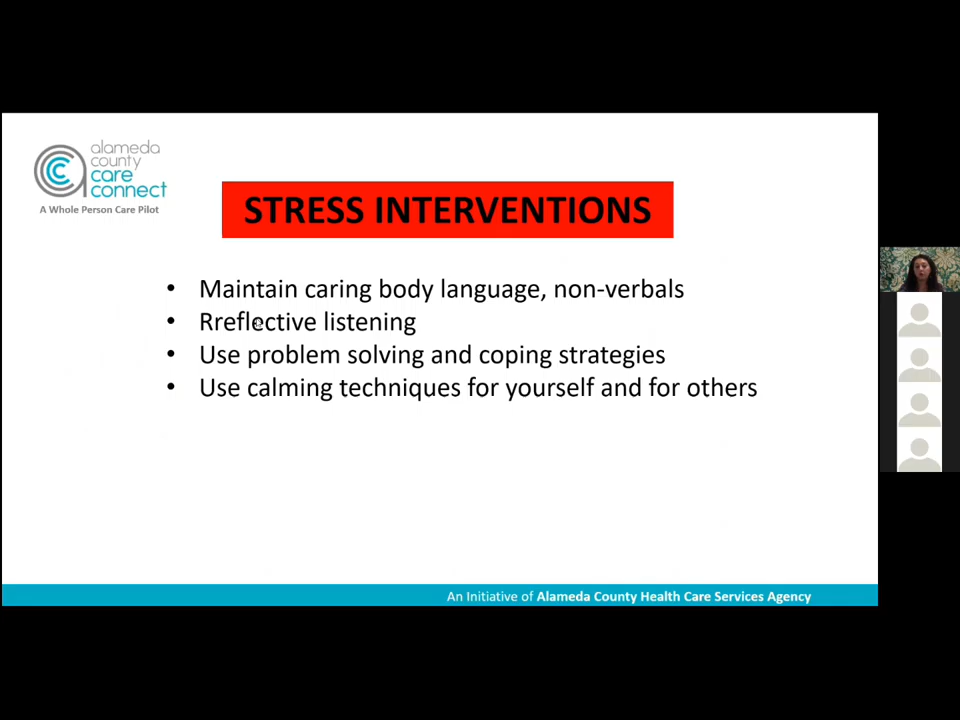 alameda
county
care
connect
A Whole Person Care Pilot
STRESS INTERVENTIONS
• Maintain caring body language, non-verbals
• Rreflective listening
• Use problem solving and coping strategies
• Use calming techniques for yourself and for others
An Initiative of Alameda County Health Care Services Agency